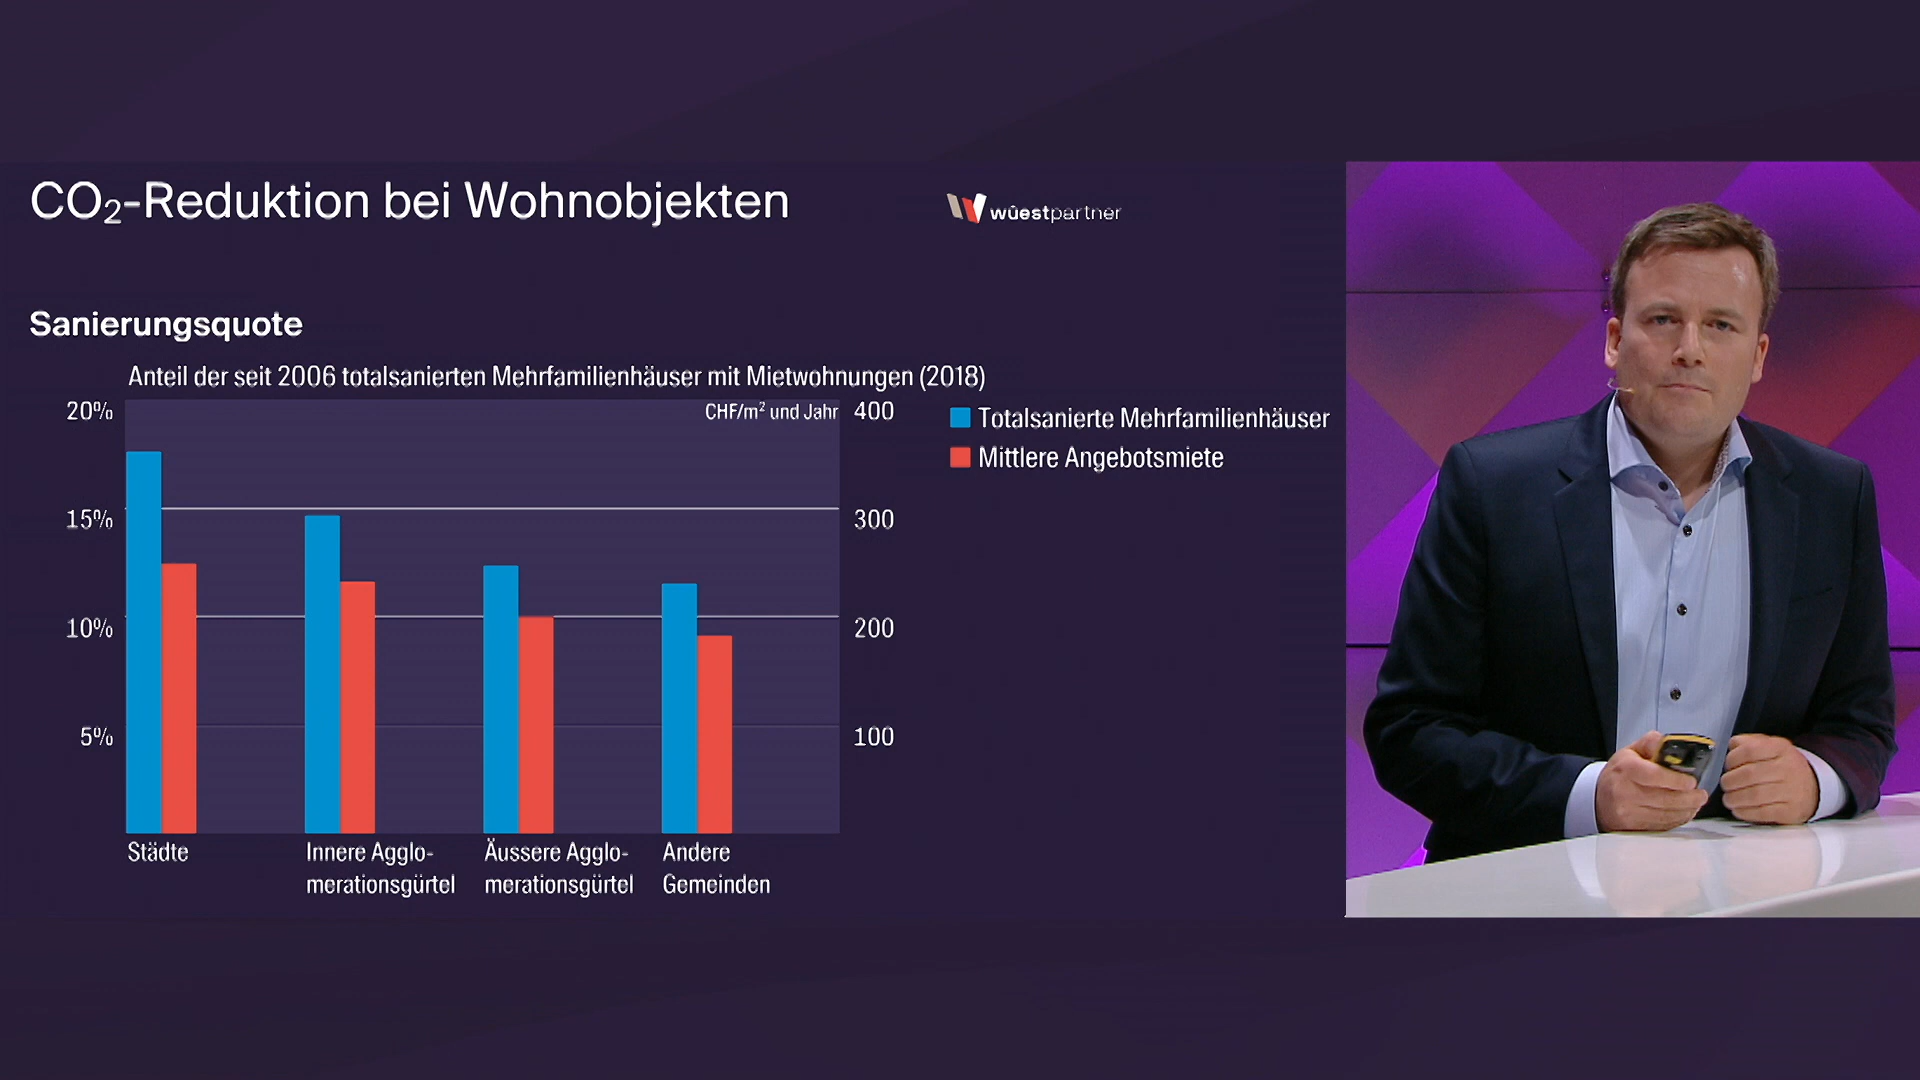 CO₂-Reduktion bei Wohnobjekten
wüestpartner
Sanierungsquote
Anteil der seit 2006 totalsanierten Mehrfamilienhäuser mit Mietwohnungen (2018)
20%
CHF/m² und Jahr
400
Totalsanierte Mehrfamilienhäuser
Mittlere Angebotsmiete
15%
300
10%
200
5%
100
Städte
Innere Agglo-
merationsgürtel
Äussere Agglo-
merationsgürtel
Andere
Gemeinden